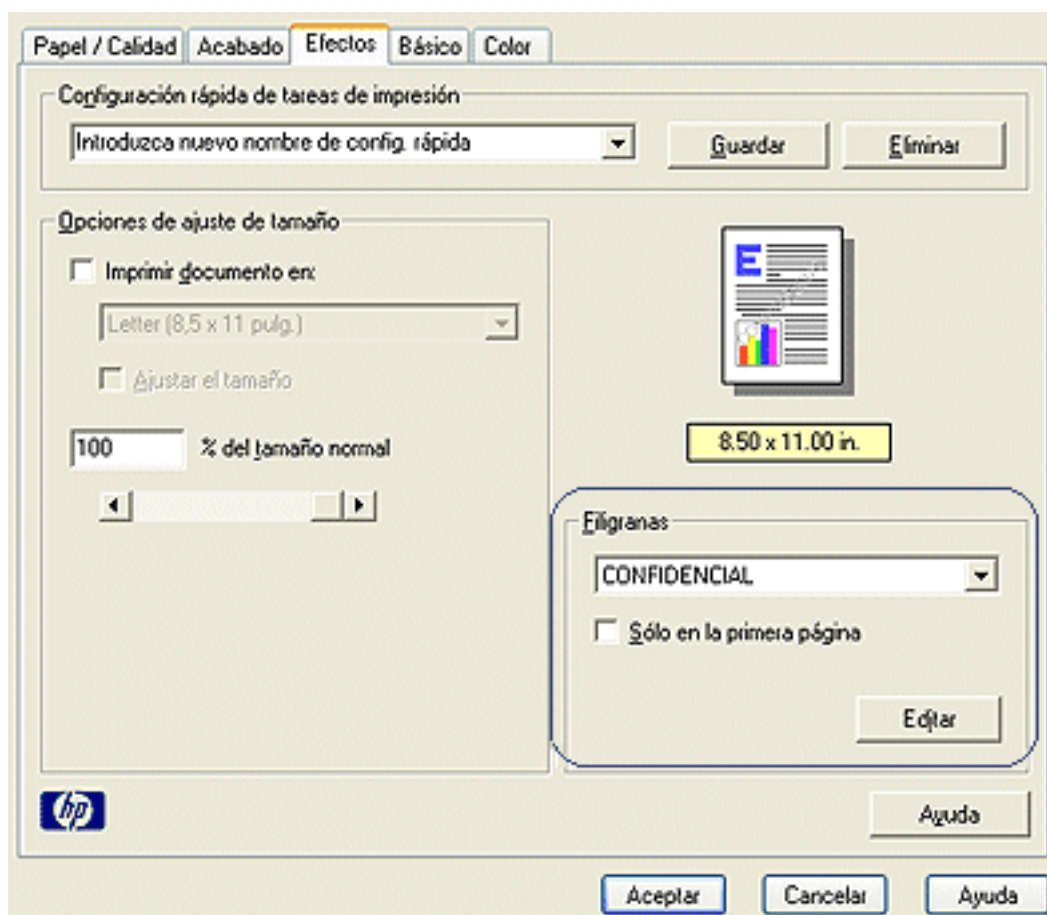 Papel / Calidad Acabado Efectos Básico Color
Configuración rápida de tareas de impresión
Introduzca nuevo nombre de config. rápida Guardar Eliminar
Opciones de ajuste de tamaño
Imprimir documento en:
Letter (8,5 x 11 pulg.)
Ajustar el tamaño
100 % del tamaño normal
E
8.50 x 11.00 in.
Filigranas
CONFIDENCIAL
Sólo en la primera página
Editar
hp
Ayuda
Aceptar Cancelar Ayuda